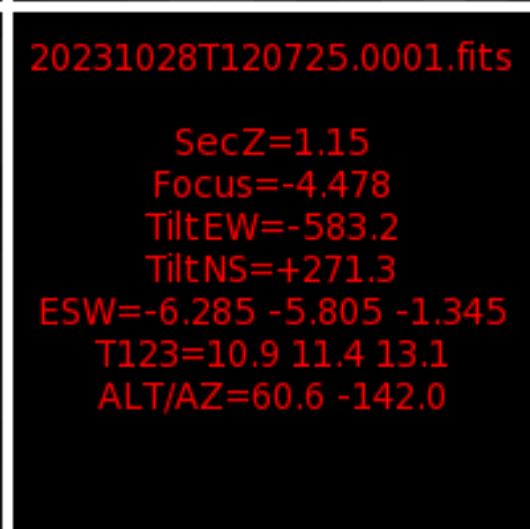 20231028T120725.0001.fits
SecZ=1.15
Focus=-4.478
TiltEW=-583.2
TiltNS=+271.3
ESW=-6.285 -5.805 -1.345
T123=10.9 11.4 13.1
ALT/AZ=60.6 -142.0